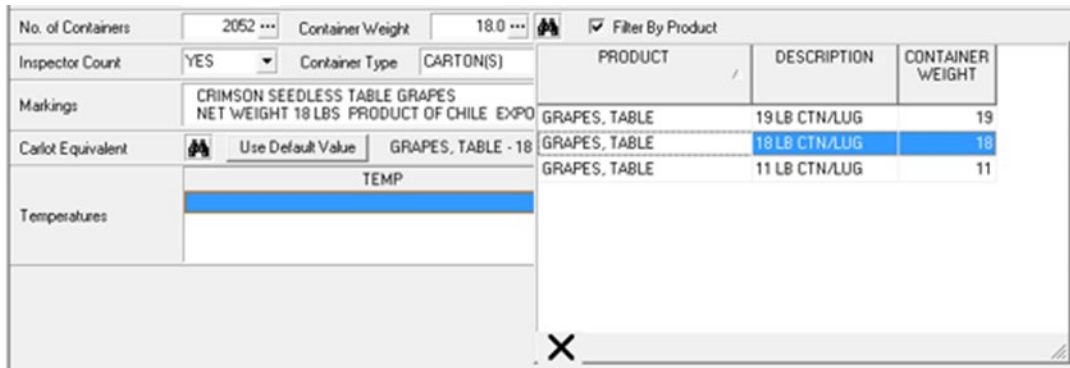 No. of Containers 2052 ... Container Weight 18.0 ... Filter By Product
Inspector Count YES Container Type CARTON(S)
PRODUCT / DESCRIPTION CONTAINER WEIGHT
Markings CRIMSON SEEDLESS TABLE GRAPES
NET WEIGHT 18 LBS PRODUCT OF CHILE EXPO
GRAPES, TABLE 19 LB CTN/LUG 19
Carlot Equivalent Use Default Value GRAPES, TABLE - 18
GRAPES, TABLE 18 LB CTN/LUG 18
GRAPES, TABLE 11 LB CTN/LUG 11
Temperatures TEMP